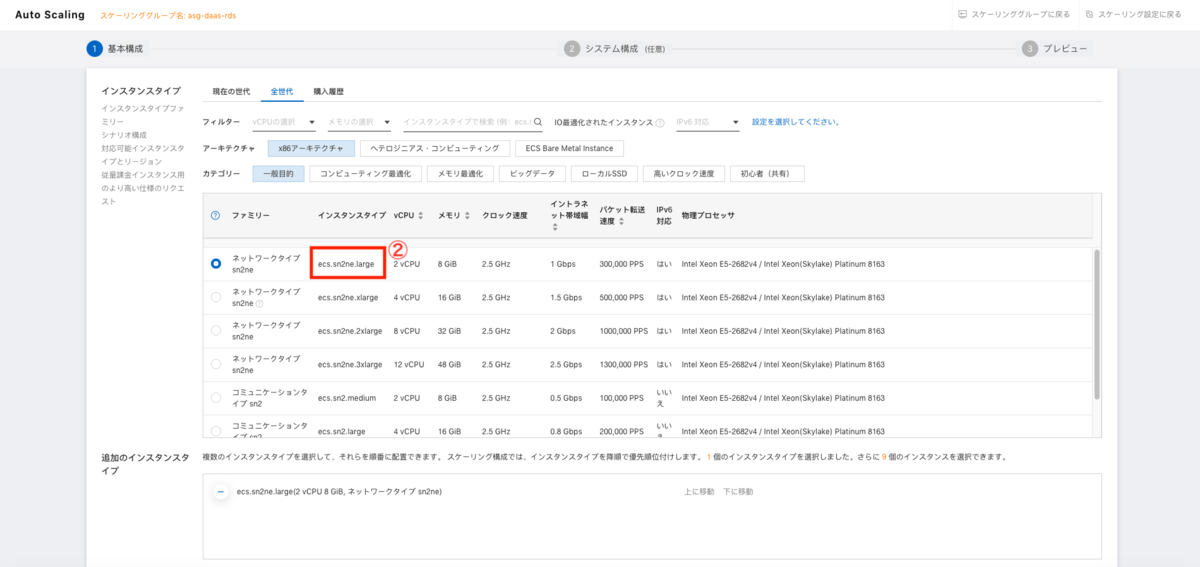 Auto Scaling
スケーリンググループ名: asg-daas-rds
スケーリンググループに戻る
スケーリング設定に戻る
1 基本構成
2 システム構成 (任意)
3 プレビュー
インスタンスタイプ
インスタンスタイプファ
ミリー
シナリオ構成
対応可能インスタンスタ
イプとリージョン
従量課金インスタンス用
のより高い仕様のリクエ
スト
現在の世代 全世代 購入履歴
フィルター vCPUの選択 メモリの選択 インスタンスタイプで検索 (例: ecs.r IO最適化されたインスタンス ? IPv6 対応 設定を選択してください。
アーキテクチャ x86アーキテクチャ ヘテロジニアス・コンピューティング ECS Bare Metal Instance
カテゴリー 一般目的 コンピューティング最適化 メモリ最適化 ビッグデータ ローカルSSD 高いクロック速度 初心者（共有）
? ファミリー インスタンスタイプ vCPU メモリ クロック速度 イントラネ
ット帯域幅 パケット転送
速度 IPv6
対応 物理プロセッサ
②
ネットワークタイプ
sn2ne ecs.sn2ne.large 2 vCPU 8 GiB 2.5 GHz 1 Gbps 300,000 PPS はい Intel Xeon E5-2682v4 / Intel Xeon(Skylake) Platinum 8163
ネットワークタイプ
sn2ne ? ecs.sn2ne.xlarge 4 vCPU 16 GiB 2.5 GHz 1.5 Gbps 500,000 PPS はい Intel Xeon E5-2682v4 / Intel Xeon(Skylake) Platinum 8163
ネットワークタイプ
sn2ne ecs.sn2ne.2xlarge 8 vCPU 32 GiB 2.5 GHz 2 Gbps 1000,000 PPS はい Intel Xeon E5-2682v4 / Intel Xeon(Skylake) Platinum 8163
ネットワークタイプ
sn2ne ecs.sn2ne.3xlarge 12 vCPU 48 GiB 2.5 GHz 2.5 Gbps 1300,000 PPS はい Intel Xeon E5-2682v4 / Intel Xeon(Skylake) Platinum 8163
コミュニケーションタ
イプ sn2 ecs.sn2.medium 2 vCPU 8 GiB 2.5 GHz 0.5 Gbps 100,000 PPS いい
え Intel Xeon E5-2682v4 / Intel Xeon(Skylake) Platinum 8163
コミュニケーションタ
イプ sn2 ecs.sn2.large 4 vCPU 16 GiB 2.5 GHz 0.8 Gbps 200,000 PPS いい
え Intel Xeon E5-2682v4 / Intel Xeon(Skylake) Platinum 8163
追加のインスタンスタ
イプ
複数のインスタンスタイプを選択して、それらを順番に配置できます。 スケーリング構成では、インスタンスタイプを降順で優先順位付けします。 1 個のインスタンスタイプを選択しました。さらに 9 個のインスタンスを選択できます。
ecs.sn2ne.large(2 vCPU 8 GiB, ネットワークタイプ sn2ne) 上に移動 下に移動